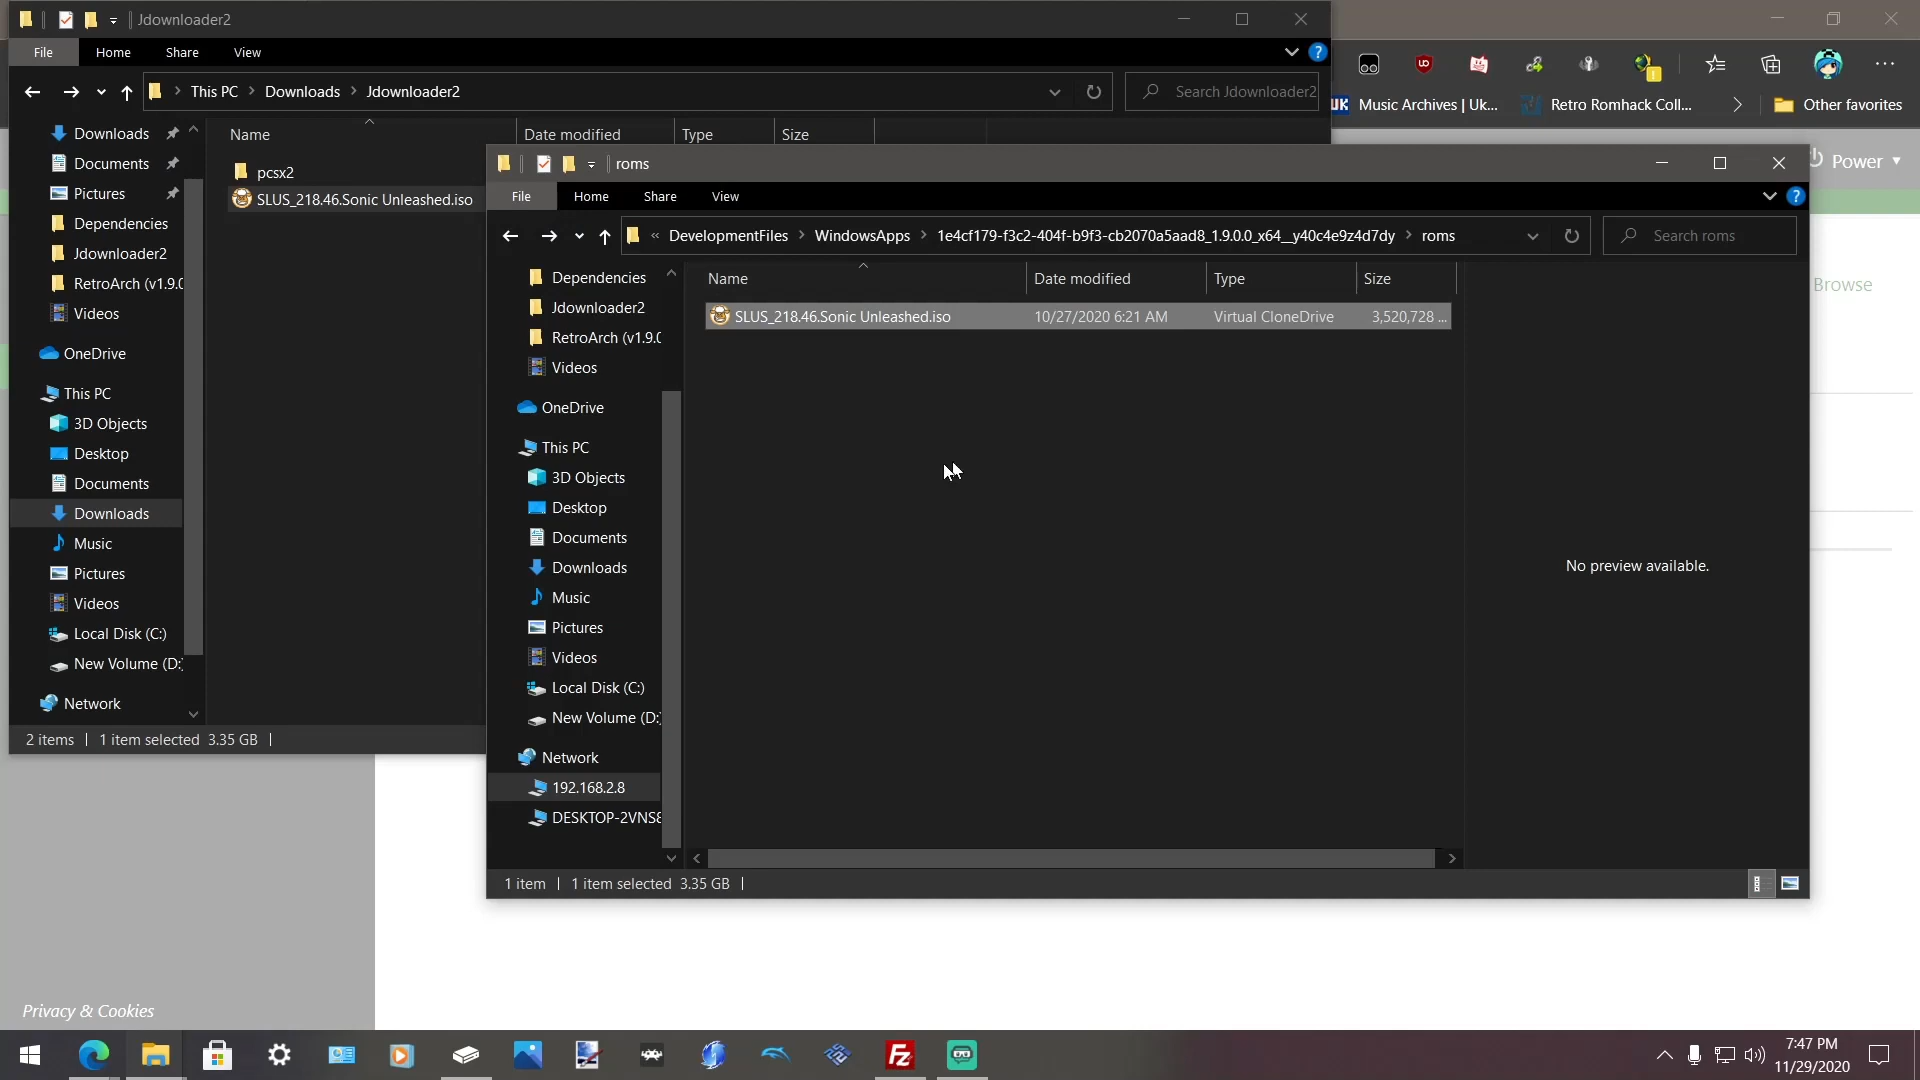 Jdownloader2
File Home Share View
This PC > Downloads > Jdownloader2
Search Jdownloader2
Music Archives | Uk...
Retro Romhack Coll...
Other favorites
Power
Browse
Name Date modified Type Size
Downloads
Documents
Pictures
Dependencies
Jdownloader2
RetroArch (v1.9.0
Videos
OneDrive
This PC
3D Objects
Desktop
Documents
Downloads
Music
Pictures
Videos
Local Disk (C:)
New Volume (D:)
Network
pcsx2
SLUS_218.46.Sonic Unleashed.iso
2 items 1 item selected 3.35 GB
roms
File Home Share View
« DevelopmentFiles > WindowsApps > 1e4cf179-f3c2-404f-b9f3-cb2070a5aad8_1.9.0.0_x64__y40c4e9z4d7dy > roms
Search roms
Name Date modified Type Size
SLUS_218.46.Sonic Unleashed.iso 10/27/2020 6:21 AM Virtual CloneDrive 3,520,728 ...
Dependencies
Jdownloader2
RetroArch (v1.9.0
Videos
OneDrive
This PC
3D Objects
Desktop
Documents
Downloads
Music
Pictures
Videos
Local Disk (C:)
New Volume (D:)
Network
192.168.2.8
DESKTOP-2VNS8
No preview available.
1 item 1 item selected 3.35 GB
Privacy & Cookies
7:47 PM
11/29/2020